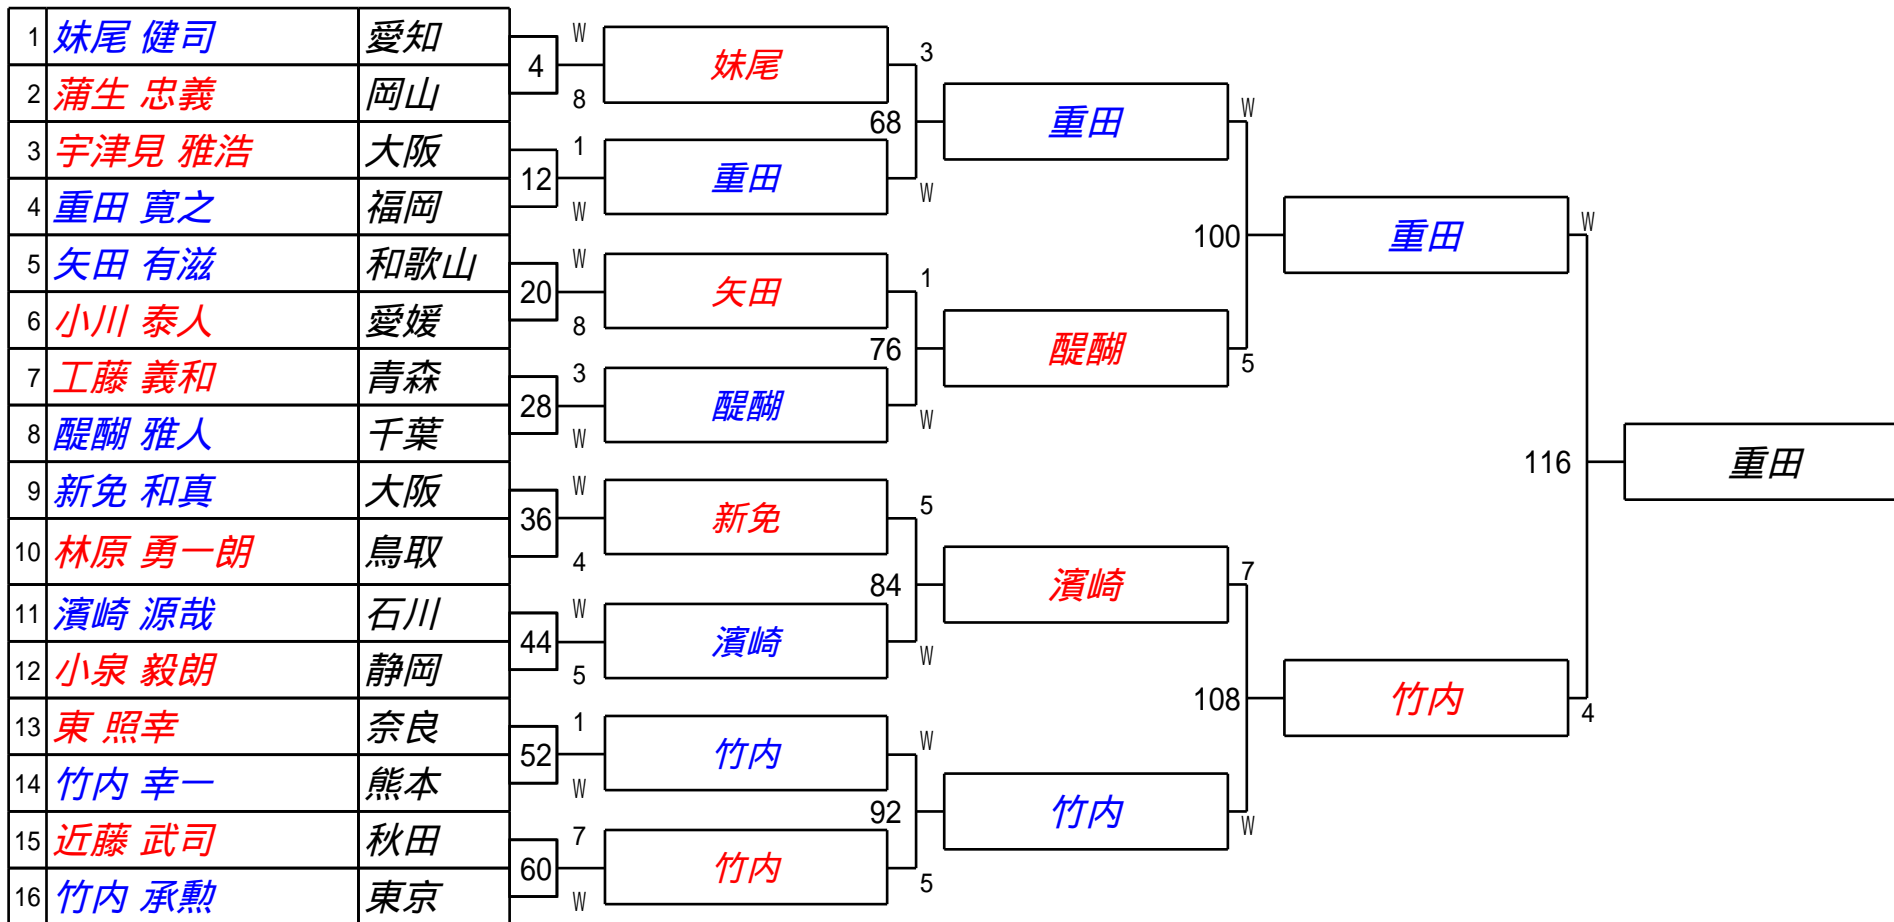 1 妹尾 健司 愛知
2 蒲生 忠義 岡山
3 宇津見 雅浩 大阪
4 重田 寛之 福岡
5 矢田 有滋 和歌山
6 小川 泰人 愛媛
7 工藤 義和 青森
8 醍醐 雅人 千葉
9 新免 和真 大阪
10 林原 勇一朗 鳥取
11 濱崎 源哉 石川
12 小泉 毅朗 静岡
13 東 照幸 奈良
14 竹内 幸一 熊本
15 近藤 武司 秋田
16 竹内 承勲 東京
4 W 8
12 1 W
20 W 8
28 3 W
36 W 4
44 W 5
52 1 W
60 7 W
妹尾 3
68
重田 W
矢田 1
76
醍醐 W
新免 5
84
濱崎 W
竹内 W
92
竹内 5
重田 W
100
醍醐 5
濱崎 7
108
竹内 W
重田 W
116
竹内 4
重田